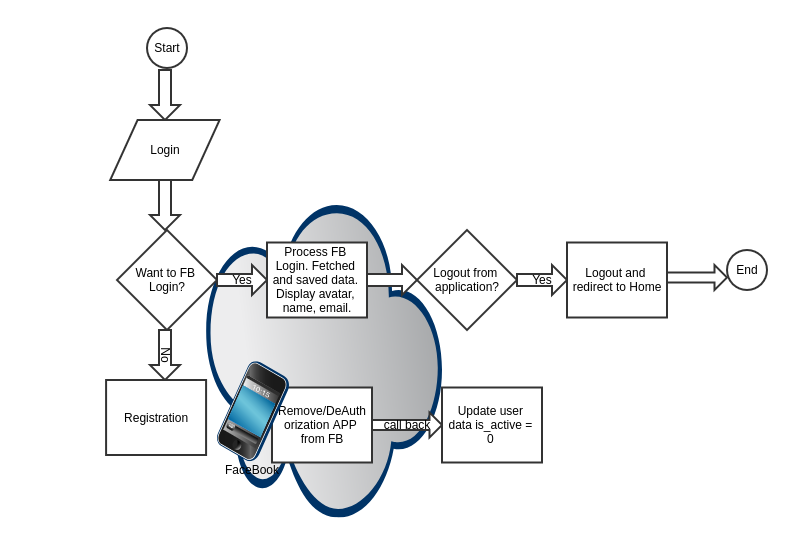 Start
Login
Want to FB
Login?
Yes
Process FB
Login. Fetched
and saved data.
Display avatar,
name, email.
Logout from
application?
Yes
Logout and
redirect to Home
End
No
Registration
10:15
FaceBook
Remove/DeAuth
orization APP
from FB
call back
Update user
data is_active =
0